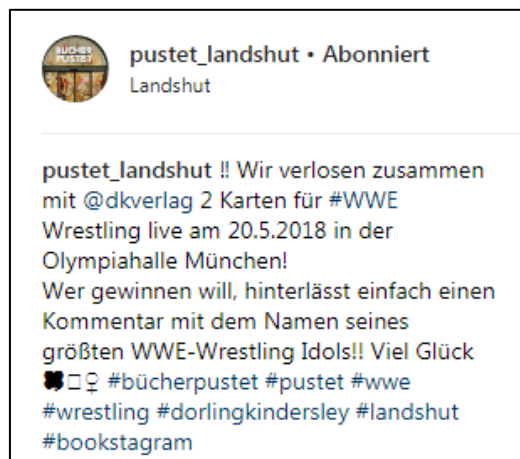 BÜCHER
PUSTET
pustet_landshut • Abonniert
Landshut
pustet_landshut !! Wir verlosen zusammen
mit @dkverlag 2 Karten für #WWE
Wrestling live am 20.5.2018 in der
Olympiahalle München!
Wer gewinnen will, hinterlässt einfach einen
Kommentar mit dem Namen seines
größten WWE-Wrestling Idols!! Viel Glück
🍀□♀ #bücherpustet #pustet #wwe
#wrestling #dorlingkindersley #landshut
#bookstagram